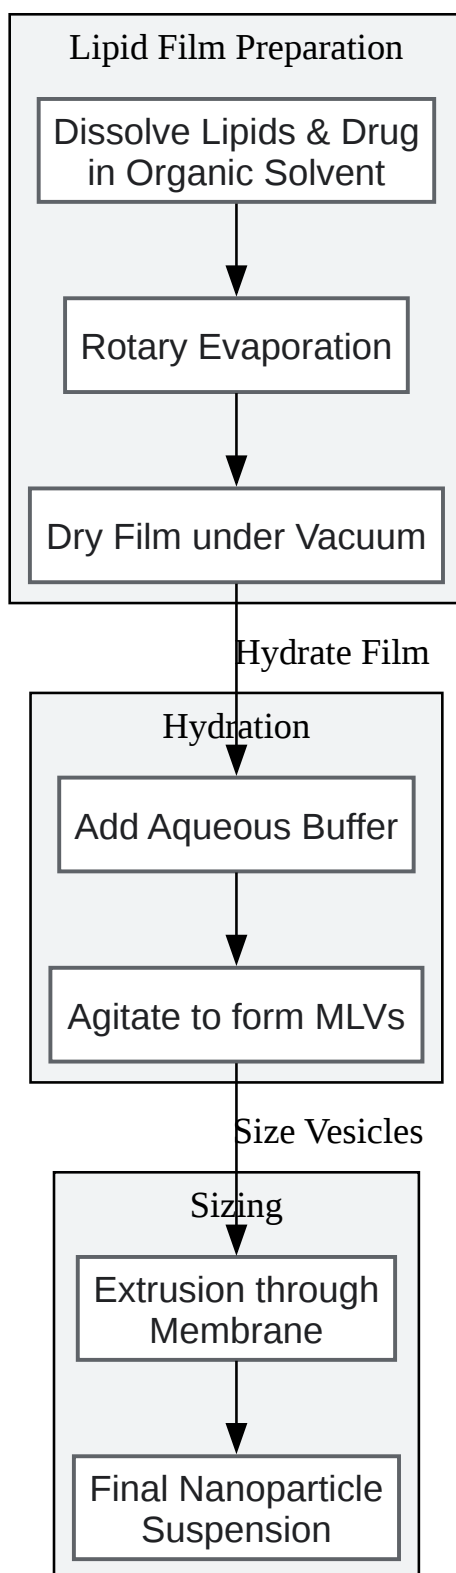 Lipid Film Preparation
Dissolve Lipids & Drug
in Organic Solvent
Rotary Evaporation
Dry Film under Vacuum
Hydrate Film
Hydration
Add Aqueous Buffer
Agitate to form MLVs
Size Vesicles
Sizing
Extrusion through
Membrane
Final Nanoparticle
Suspension